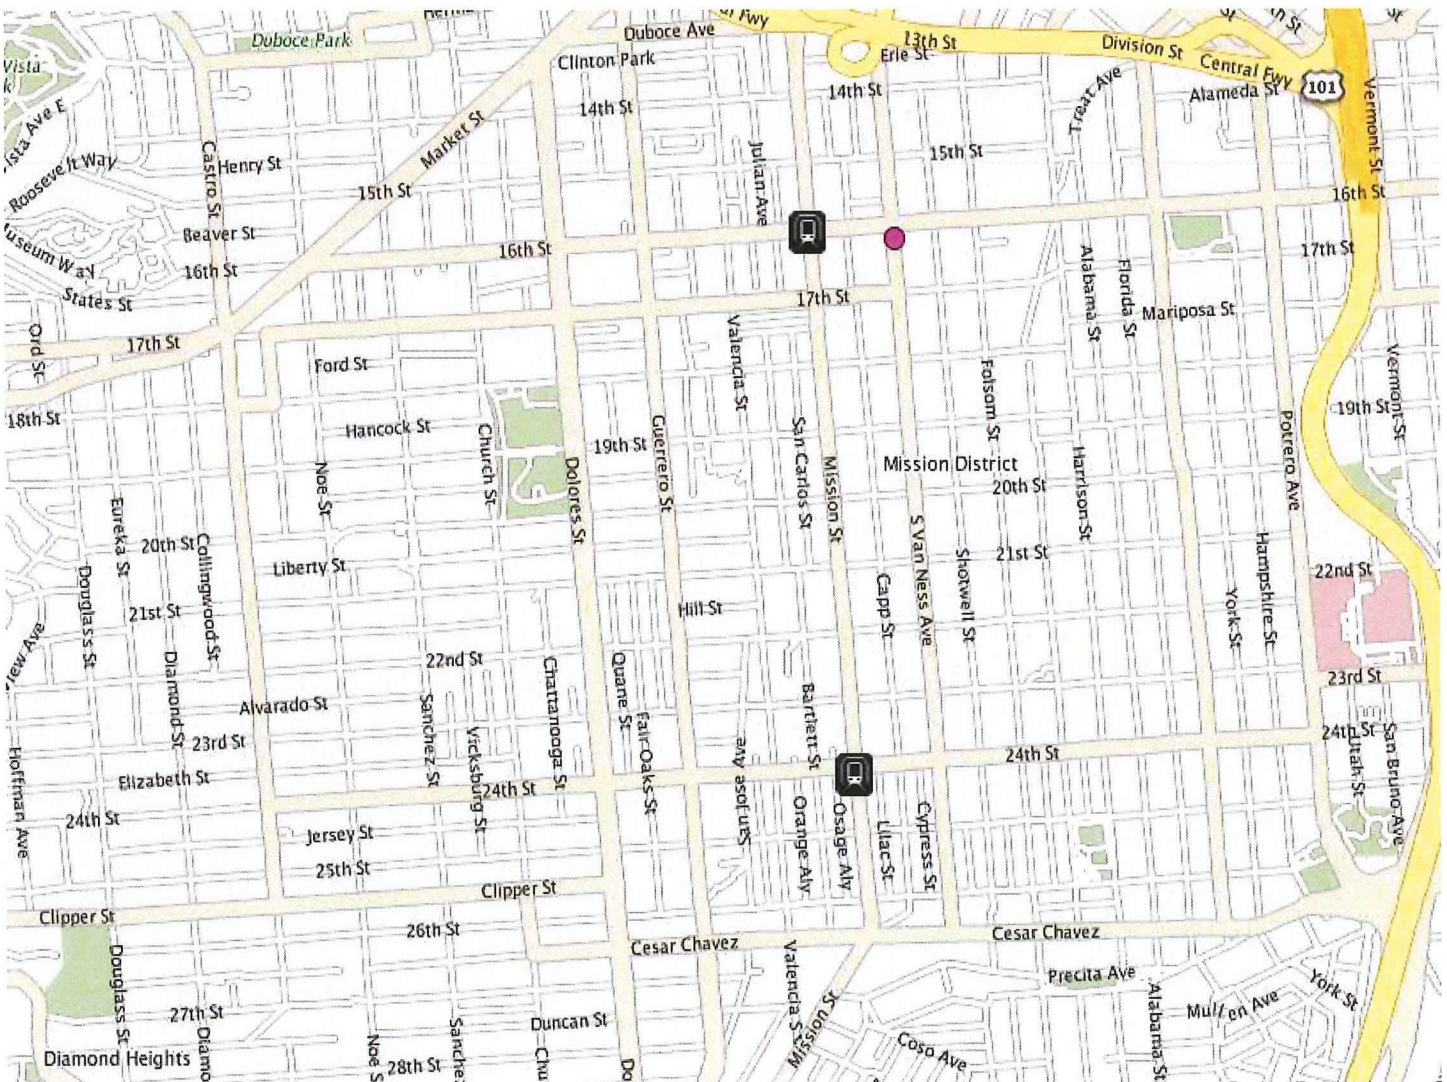 Duboce Park
Duboce Ave
Fwy
13th St
Erie St
Division St
Central Fwy
101
Vermont St
Vista
Clinton Park
14th St
14th St
Treat Ave
Alameda St
Market St
Henry St
Castro St
Roosevelt Way
15th St
15th St
Julian Ave
16th St
Beaver St
16th St
16th St
17th St
States St
17th St
Alabama St
Florida St
Mariposa St
Ord St
17th St
Ford St
Valencia St
Folsom St
Vermont St
18th St
Hancock St
Church St
19th St
Guerrero St
San Carlos St
19th St
Potrero Ave
Noe St
Dolores St
Mission St
Mission District
20th St
Harrison St
Eureka St
20th St
Collingwood St
Liberty St
S Van Ness Ave
Shotwell St
21st St
Hampshire St
22nd St
Douglass St
21st St
Hill St
Capp St
York St
Diamond St
22nd St
Chattanooga St
Quane St
Alvarado St
23rd St
23rd St
Sanchez St
Vicksburg St
Fair Oaks St
San Jose Ave
Bartlett St
24th St
24th St
Utah St
San Bruno Ave
Hoffman Ave
Elizabeth St
24th St
24th St
Jersey St
25th St
Orange Aly
Osage Aly
Lilac St
Cypress St
Clipper St
Clipper St
26th St
Cesar Chavez
Cesar Chavez
Douglass St
Valencia St
Precita Ave
York St
Mullen Ave
Alabama St
27th St
Duncan St
Mission St
Coso Ave
Diamond Heights
28th St